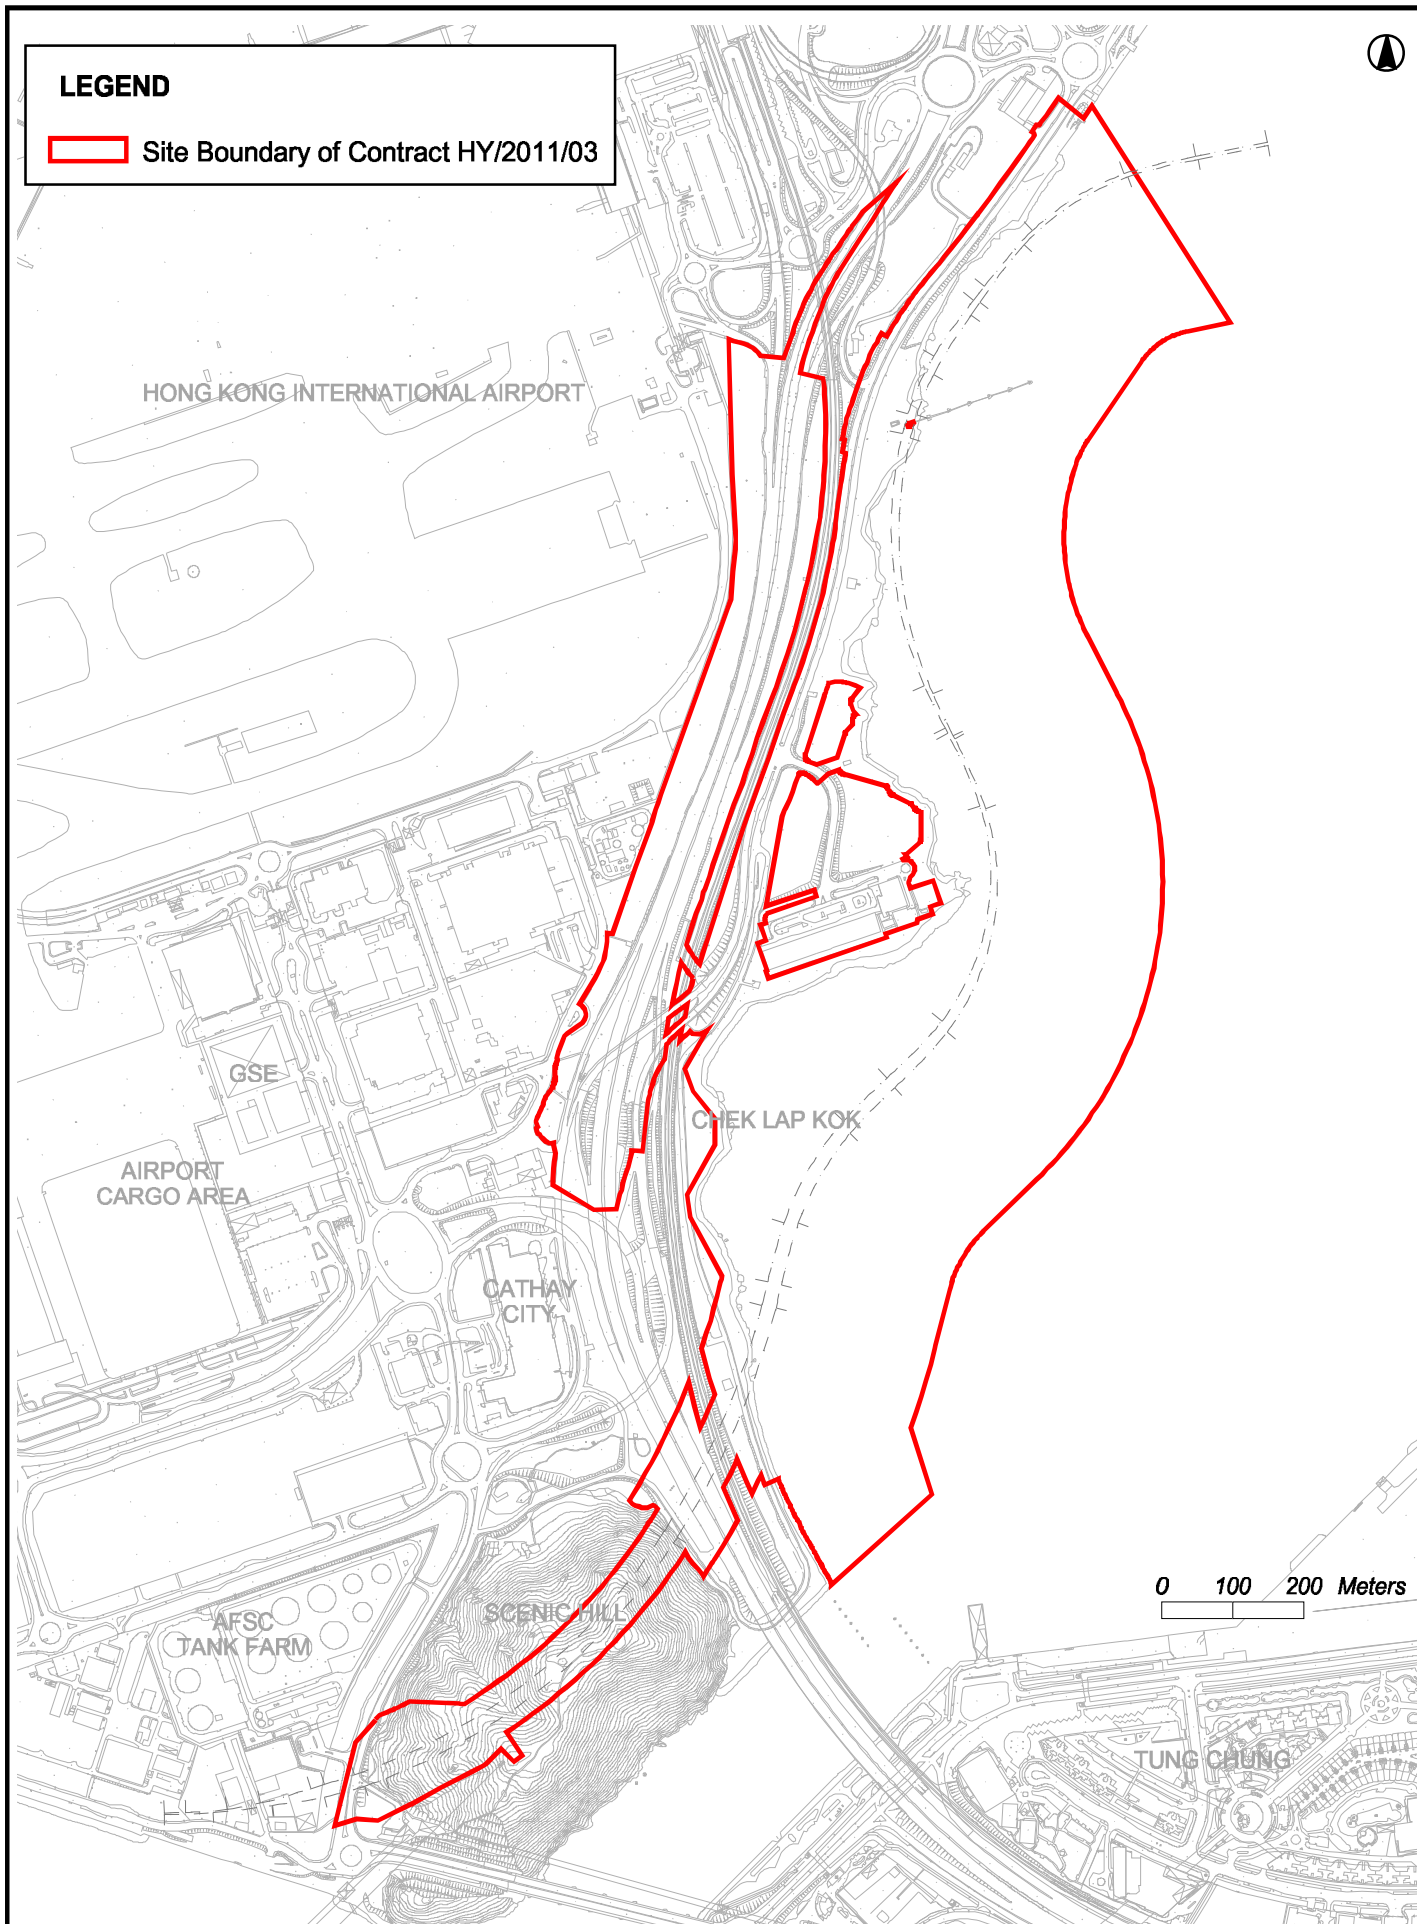 LEGEND
Site Boundary of Contract HY/2011/03
HONG KONG INTERNATIONAL AIRPORT
GSE
CHEK LAP KOK
AIRPORT
CARGO AREA
CATHAY
CITY
0 100 200 Meters
SCENIC HILL
AFSC
TANK FARM
TUNG CHUNG